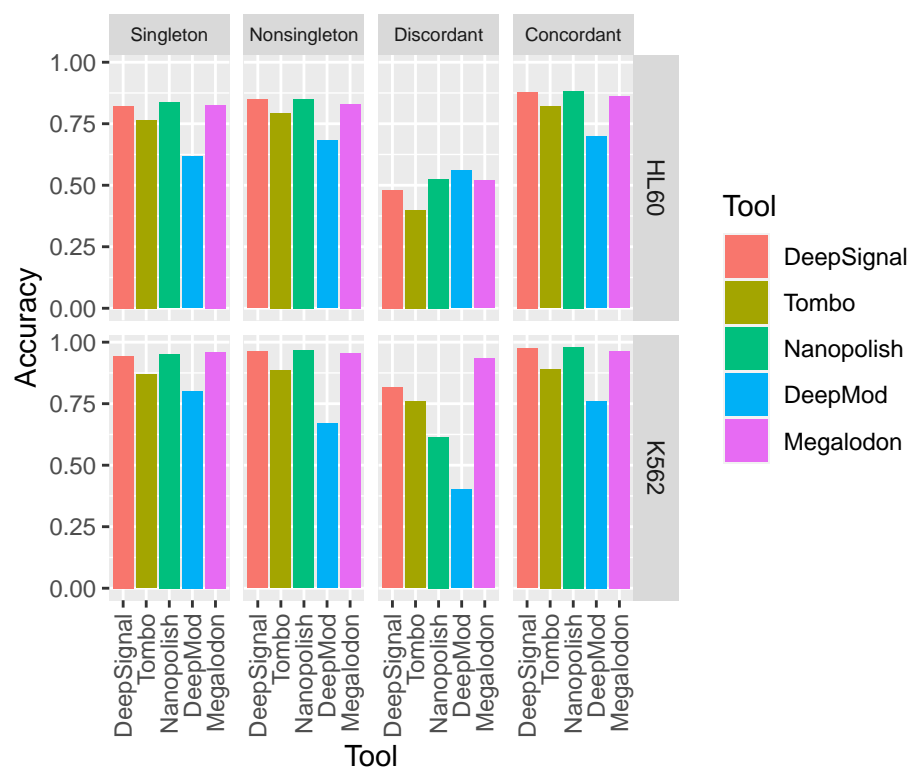 Singleton Nonsingleton Discordant Concordant
1.00
0.75
0.50
0.25
0.00
HL60
1.00
0.75
0.50
0.25
0.00
K562
Accuracy
DeepSignal Tombo Nanopolish DeepMod Megalodon
DeepSignal Tombo Nanopolish DeepMod Megalodon
DeepSignal Tombo Nanopolish DeepMod Megalodon
DeepSignal Tombo Nanopolish DeepMod Megalodon
Tool
Tool
DeepSignal
Tombo
Nanopolish
DeepMod
Megalodon